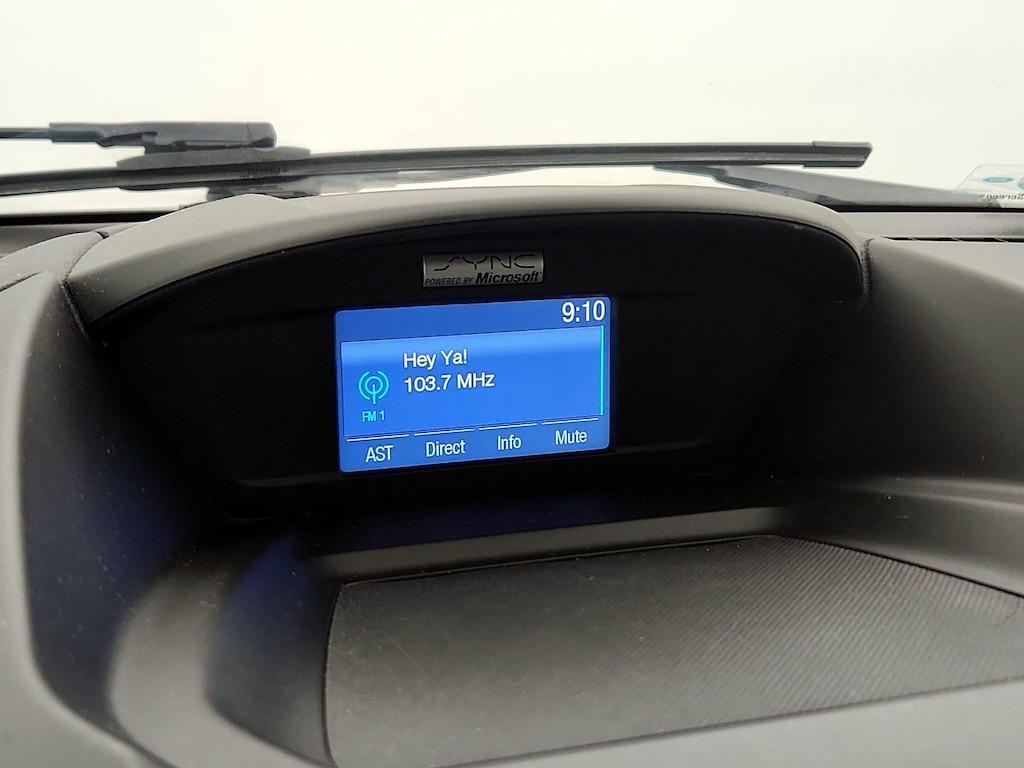 SYNC
POWERED BY Microsoft
9:10
Hey Ya!
103.7 MHz
FM 1
AST Direct Info Mute